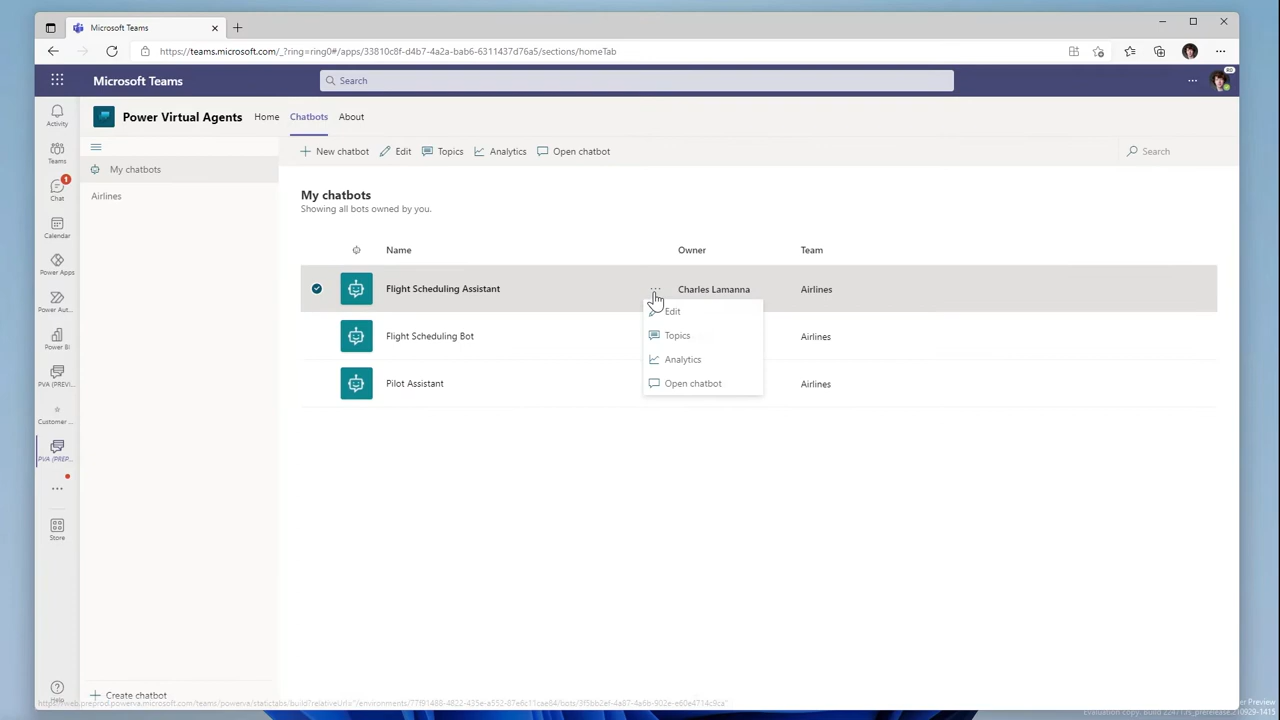 Microsoft Teams
https://teams.microsoft.com/_?ring=ring0#/apps/33810c8f-d4b7-4a2a-bab6-6311437d76a5/sections/homeTab
Microsoft Teams
Search
RG
Activity
Teams
Chat
1
Calendar
Power Apps
Power Aut...
Power BI
PVA (PREVI...
Customer ...
PVA (PREP...
Store
Help
Power Virtual Agents Home Chatbots About
My chatbots
Airlines
Create chatbot
New chatbot Edit Topics Analytics Open chatbot Search
My chatbots
Showing all bots owned by you.
Name Owner Team
Flight Scheduling Assistant ... Charles Lamanna Airlines
Flight Scheduling Bot Airlines
Pilot Assistant Airlines
Edit
Topics
Analytics
Open chatbot